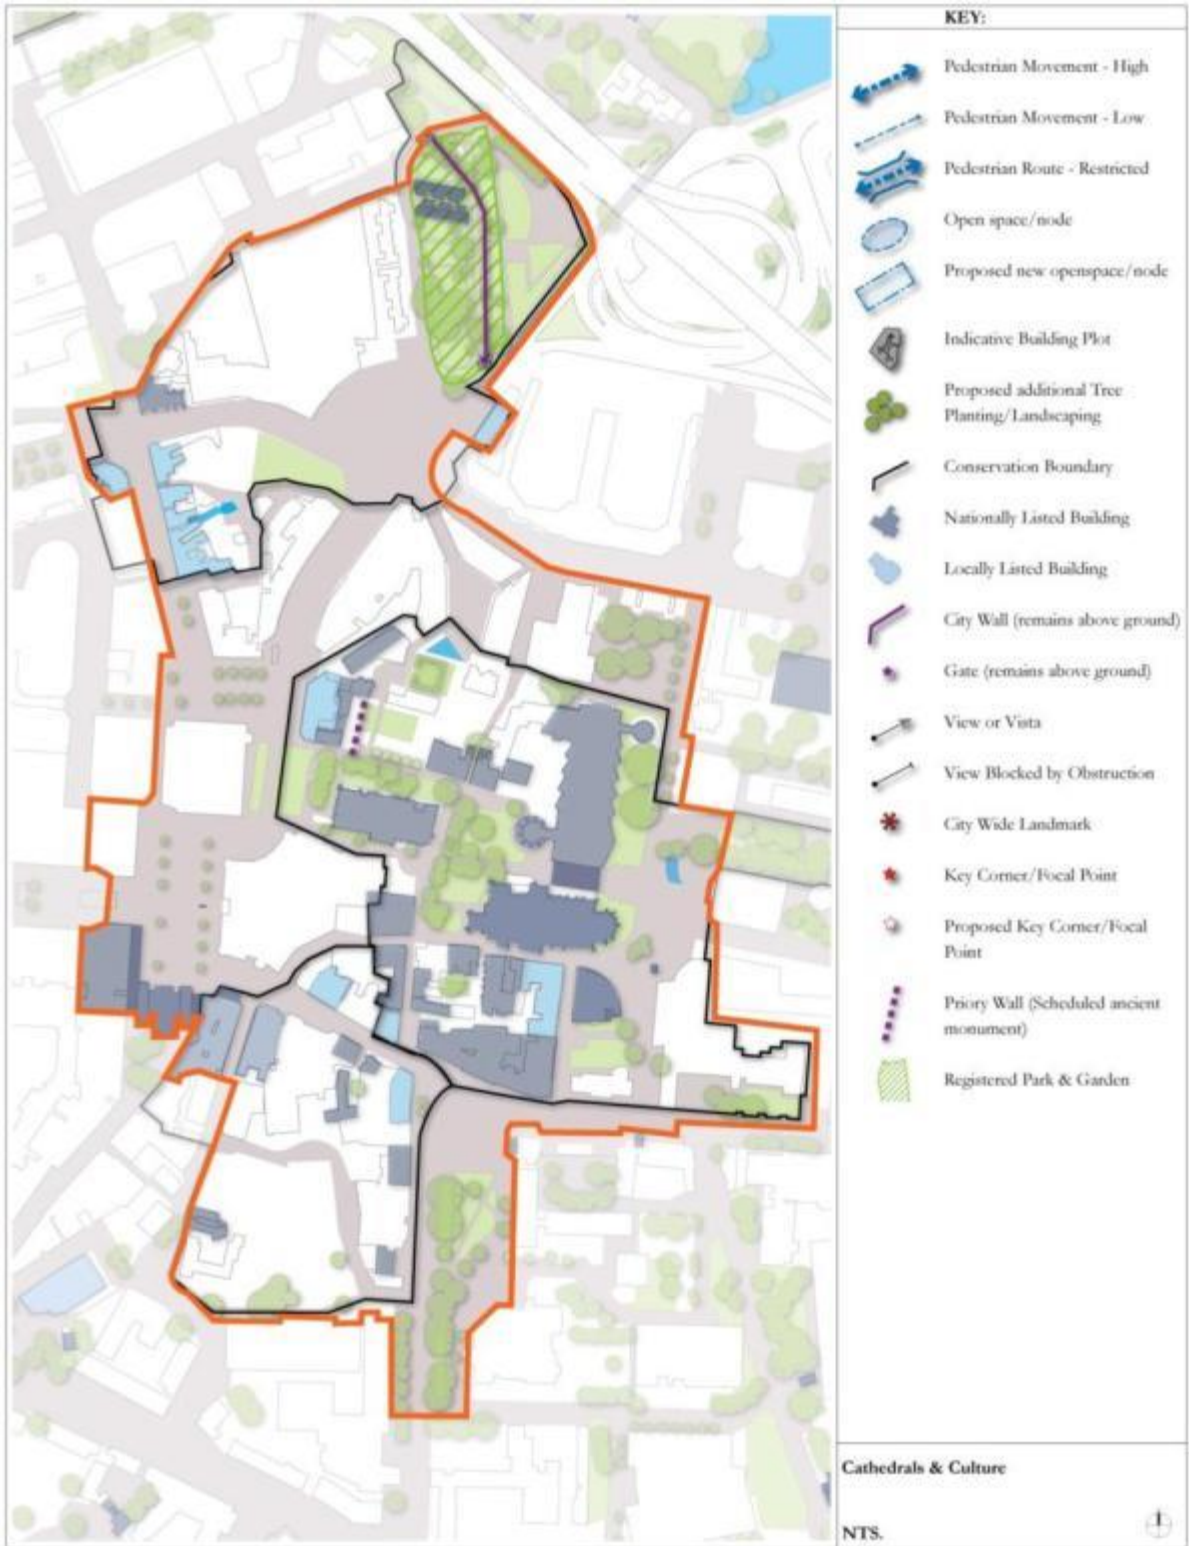 KEY:
Pedestrian Movement - High
Pedestrian Movement - Low
Pedestrian Route - Restricted
Open space/node
Proposed new openspace/node
Indicative Building Plot
Proposed additional Tree
Planting/Landscaping
Conservation Boundary
Nationally Listed Building
Locally Listed Building
City Wall (remains above ground)
Gate (remains above ground)
View or Vista
View Blocked by Obstruction
City Wide Landmark
Key Corner/Focal Point
Proposed Key Corner/Focal
Point
Priory Wall (Scheduled ancient
monument)
Registered Park & Garden
Cathedrals & Culture
NTS.